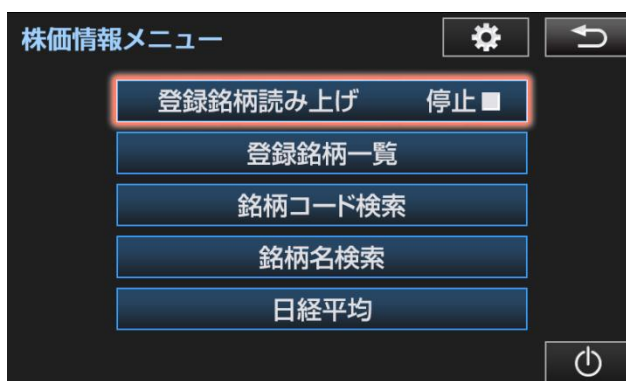 株価情報メニュー
登録銘柄読み上げ 停止■
登録銘柄一覧
銘柄コード検索
銘柄名検索
日経平均